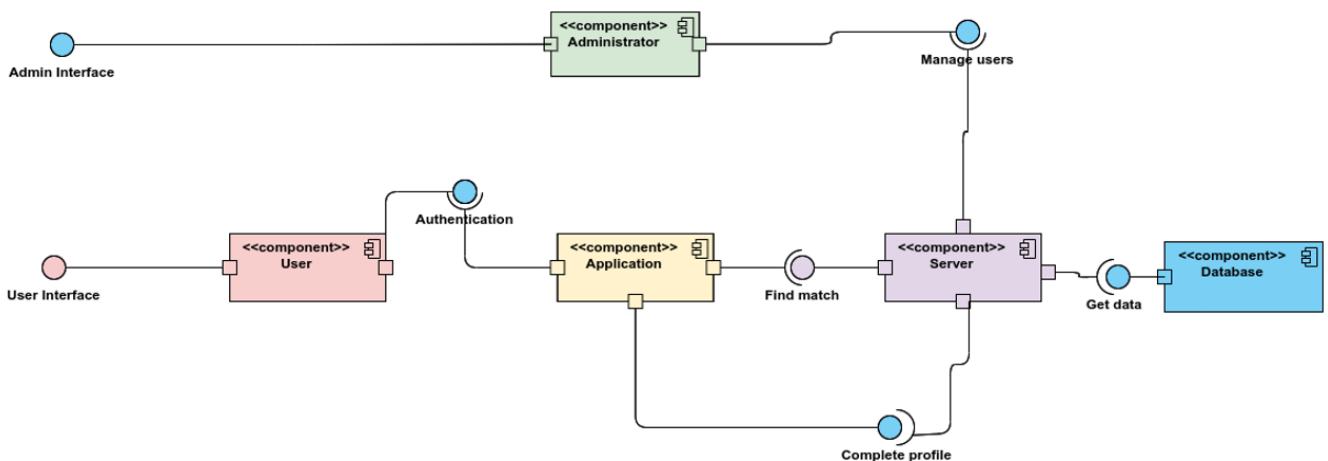 <<component>>
Administrator
Admin Interface
Manage users
Authentication
<<component>>
User
<<component>>
Application
<<component>>
Server
<<component>>
Database
User Interface
Find match
Get data
Complete profile